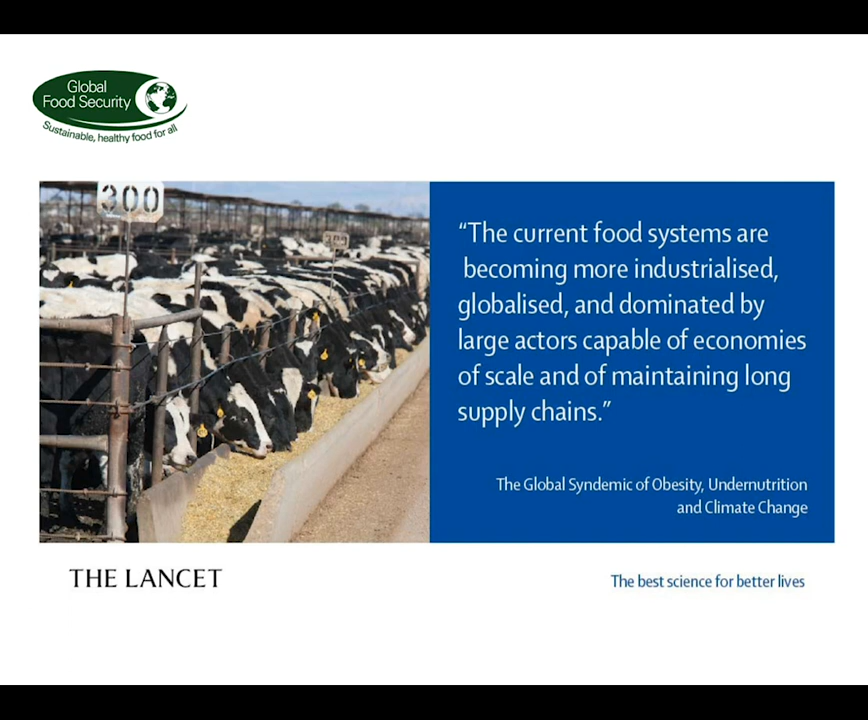 Global
Food Security
Sustainable, healthy food for all
300
“The current food systems are
becoming more industrialised,
globalised, and dominated by
large actors capable of economies
of scale and of maintaining long
supply chains.”
The Global Syndemic of Obesity, Undernutrition
and Climate Change
THE LANCET
The best science for better lives